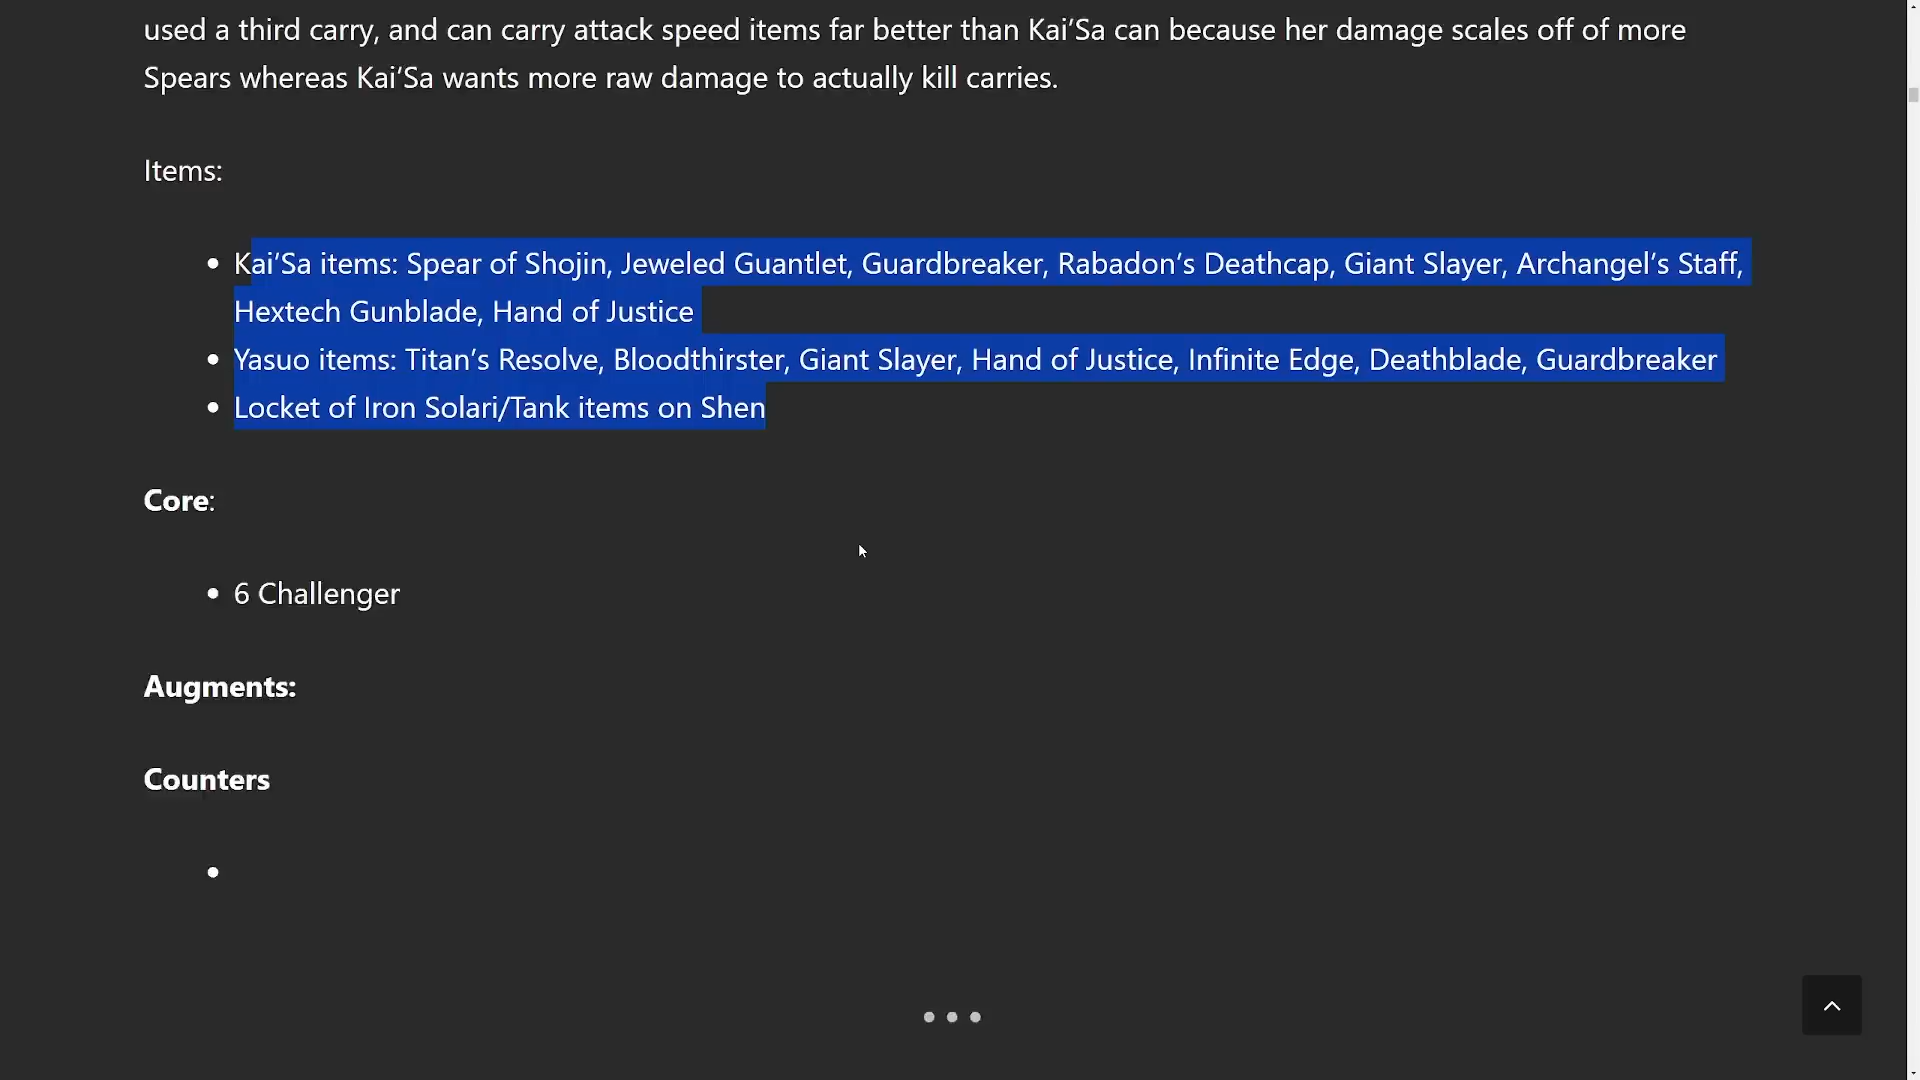 used a third carry, and can carry attack speed items far better than Kai’Sa can because her damage scales off of more
Spears whereas Kai’Sa wants more raw damage to actually kill carries.
Items:
• Kai’Sa items: Spear of Shojin, Jeweled Guantlet, Guardbreaker, Rabadon’s Deathcap, Giant Slayer, Archangel’s Staff,
Hextech Gunblade, Hand of Justice
• Yasuo items: Titan’s Resolve, Bloodthirster, Giant Slayer, Hand of Justice, Infinite Edge, Deathblade, Guardbreaker
• Locket of Iron Solari/Tank items on Shen
Core:
• 6 Challenger
Augments:
Counters